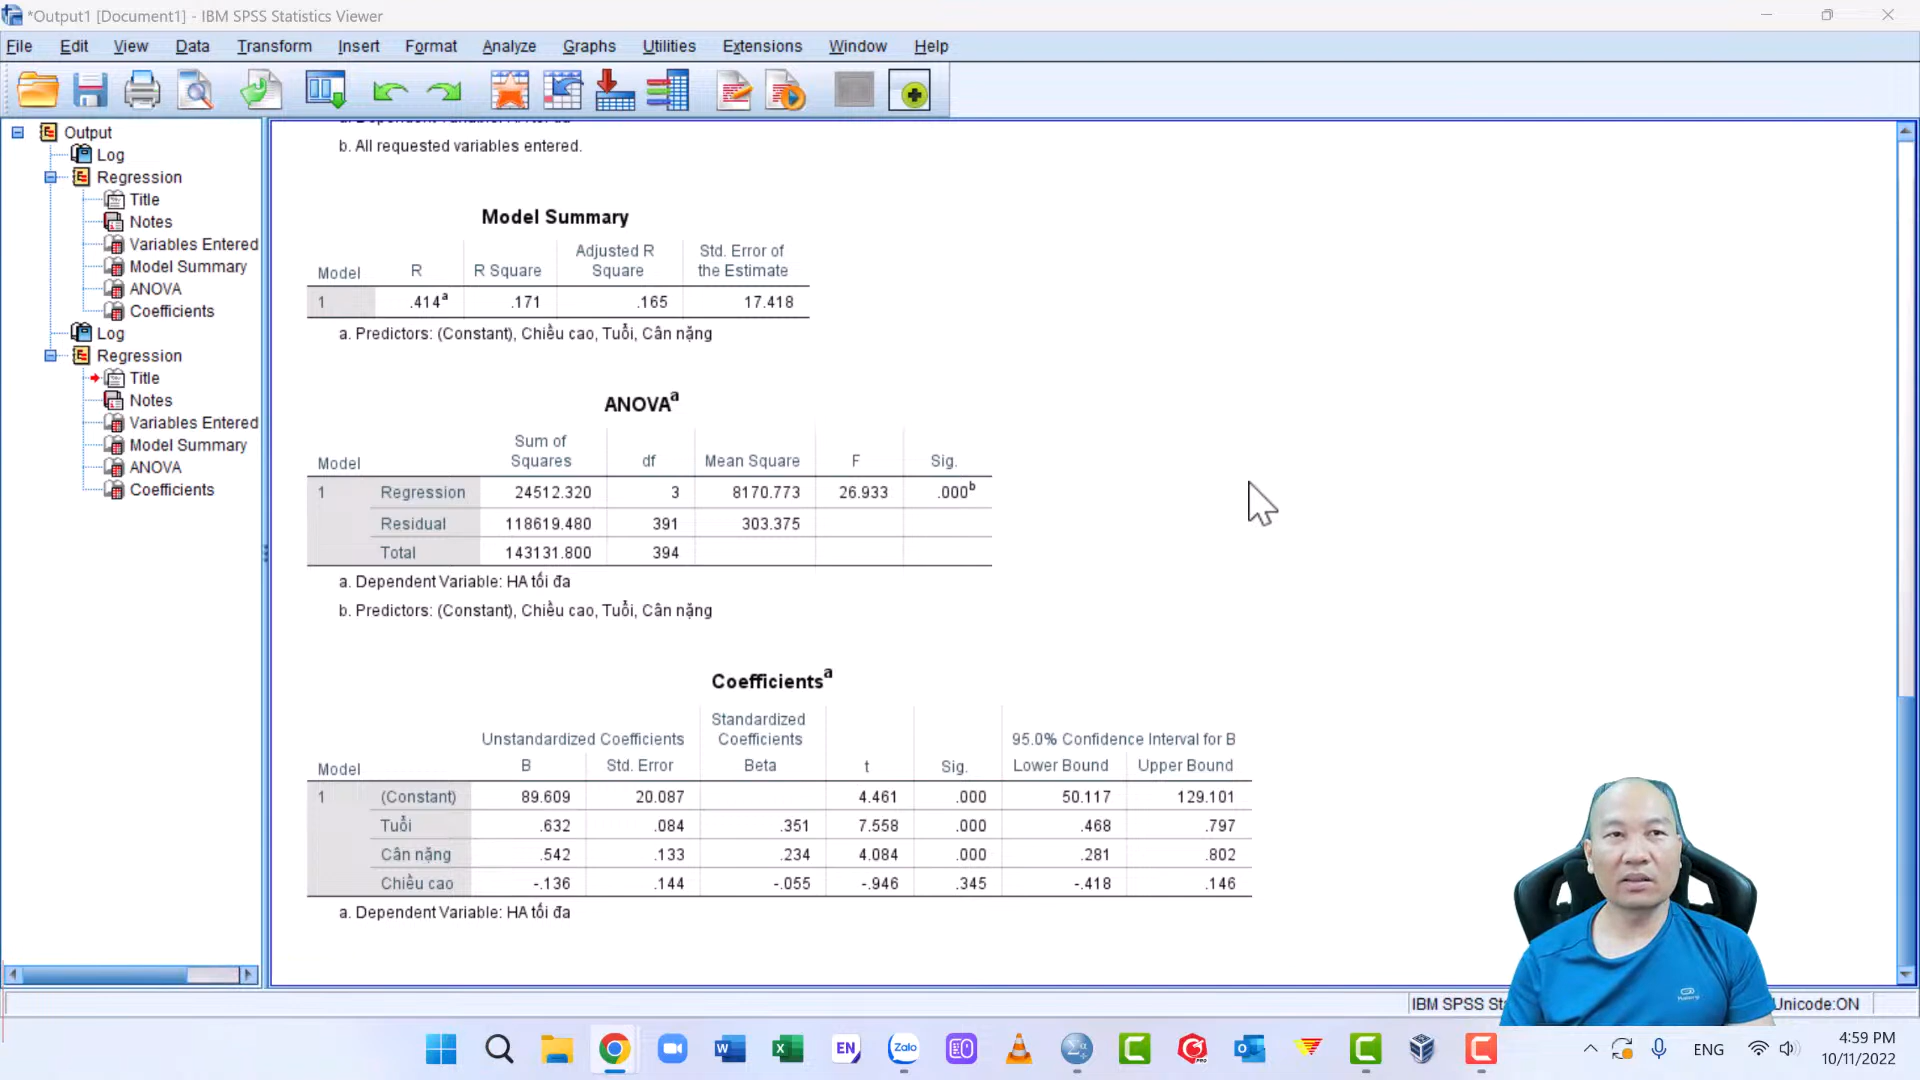 *Output1 [Document1] - IBM SPSS Statistics Viewer
File Edit View Data Transform Insert Format Analyze Graphs Utilities Extensions Window Help
Output
Log
Regression
Title
Notes
Variables Entered
Model Summary
ANOVA
Coefficients
Log
Regression
Title
Notes
Variables Entered
Model Summary
ANOVA
Coefficients
b. All requested variables entered.
Model Summary
Model R R Square Adjusted R Square Std. Error of the Estimate
1 .414a .171 .165 17.418
a. Predictors: (Constant), Chiều cao, Tuổi, Cân nặng
ANOVAa
Model Sum of Squares df Mean Square F Sig.
1 Regression 24512.320 3 8170.773 26.933 .000b
Residual 118619.480 391 303.375
Total 143131.800 394
a. Dependent Variable: HA tối đa
b. Predictors: (Constant), Chiều cao, Tuổi, Cân nặng
Coefficientsa
Unstandardized Coefficients Standardized Coefficients 95.0% Confidence Interval for B
Model B Std. Error Beta t Sig. Lower Bound Upper Bound
1 (Constant) 89.609 20.087 4.461 .000 50.117 129.101
Tuổi .632 .084 .351 7.558 .000 .468 .797
Cân nặng .542 .133 .234 4.084 .000 .281 .802
Chiều cao -.136 .144 -.055 -.946 .345 -.418 .146
a. Dependent Variable: HA tối đa
IBM SPSS Unicode:ON
EN
Zalo
ENG
4:59 PM
10/11/2022